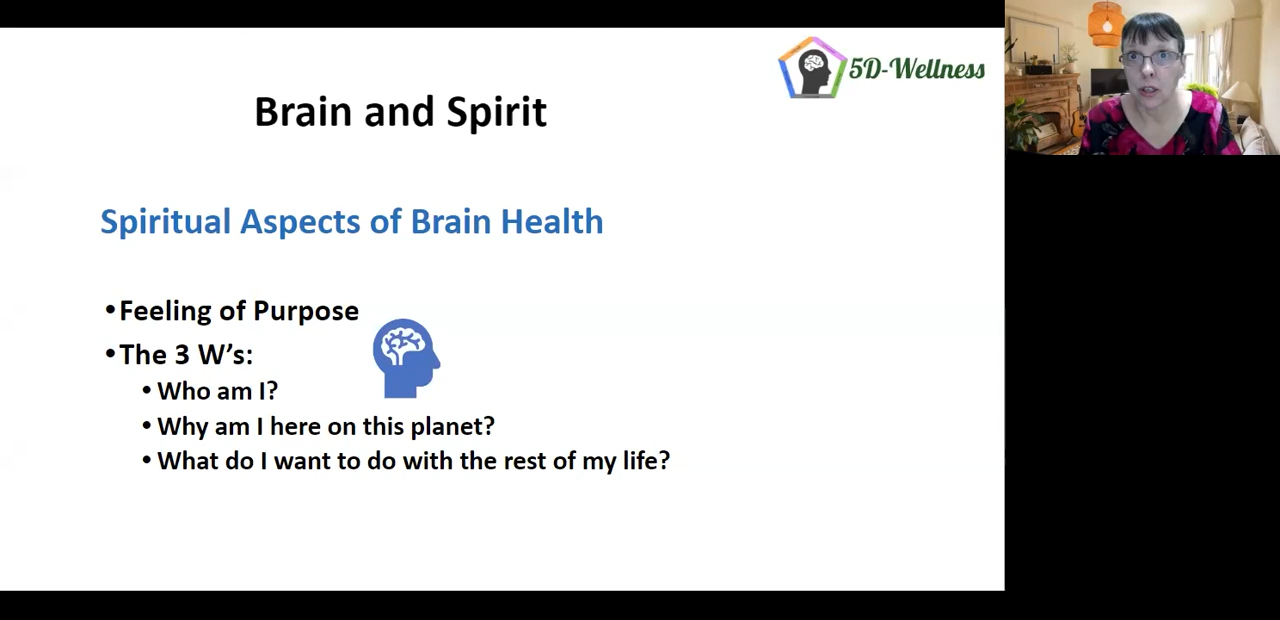 5D-Wellness
Brain and Spirit
Spiritual Aspects of Brain Health
•Feeling of Purpose
•The 3 W's:
• Who am I?
• Why am I here on this planet?
• What do I want to do with the rest of my life?